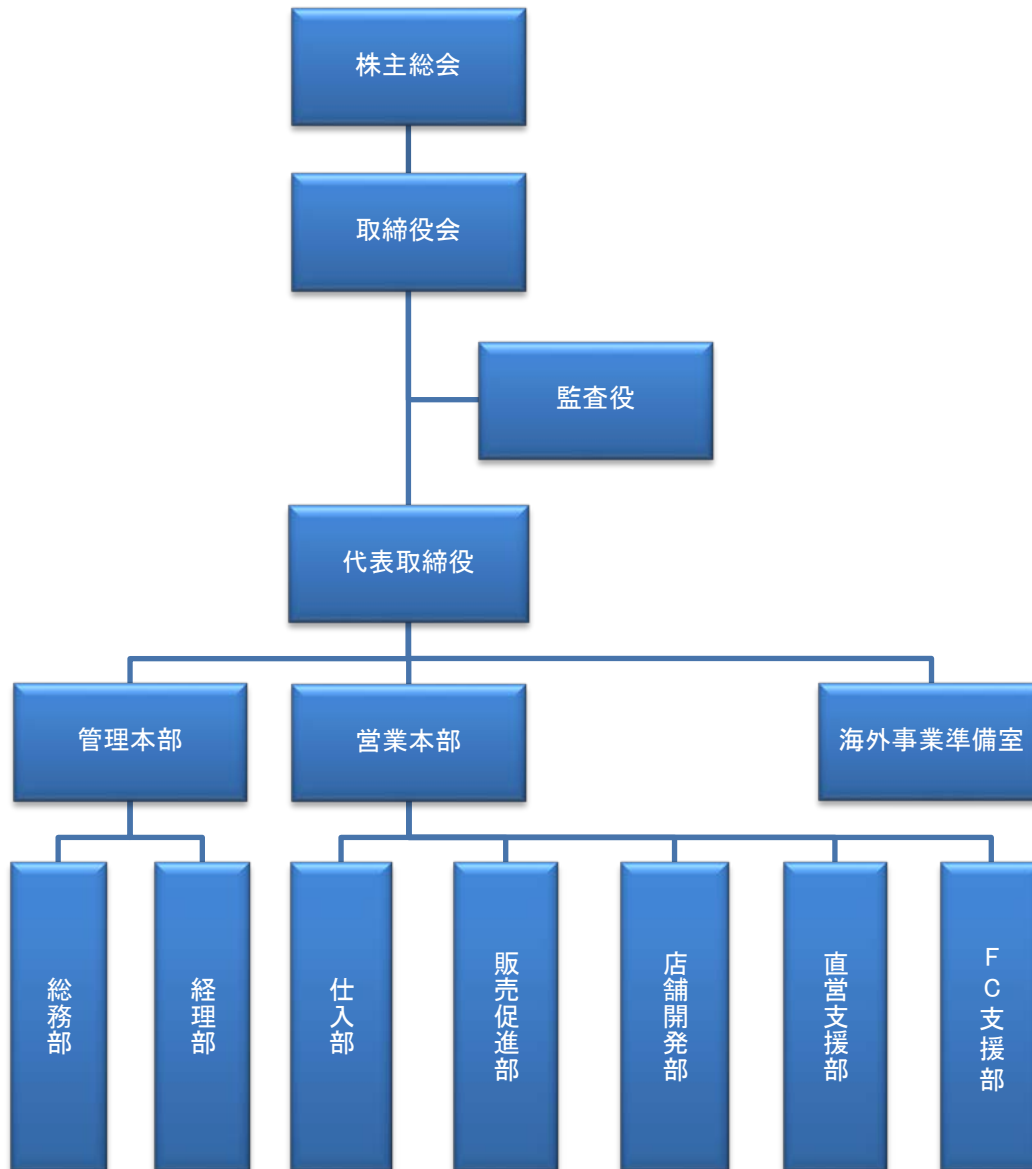 株主総会
取締役会
監査役
代表取締役
管理本部
営業本部
海外事業準備室
総務部
経理部
仕入部
販売促進部
店舗開発部
直営支援部
FC支援部